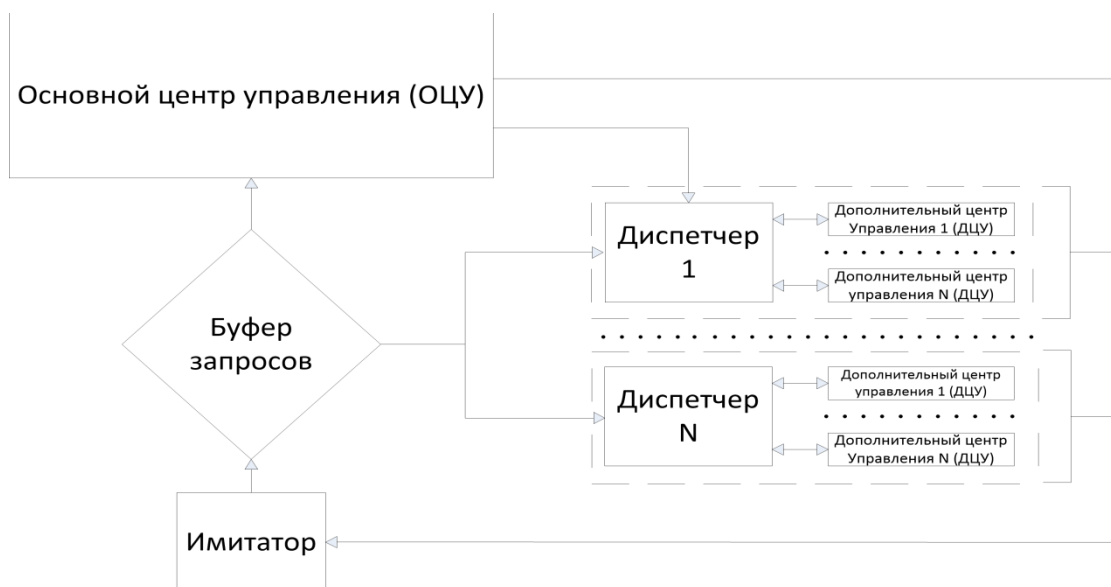 Основной центр управления (ОЦУ)
Диспетчер
1
Дополнительный центр
Управления 1 (ДЦУ)
Дополнительный центр
управления N (ДЦУ)
Буфер
запросов
Диспетчер
N
Дополнительный центр
управления 1 (ДЦУ)
Дополнительный центр
Управления N (ДЦУ)
Имитатор